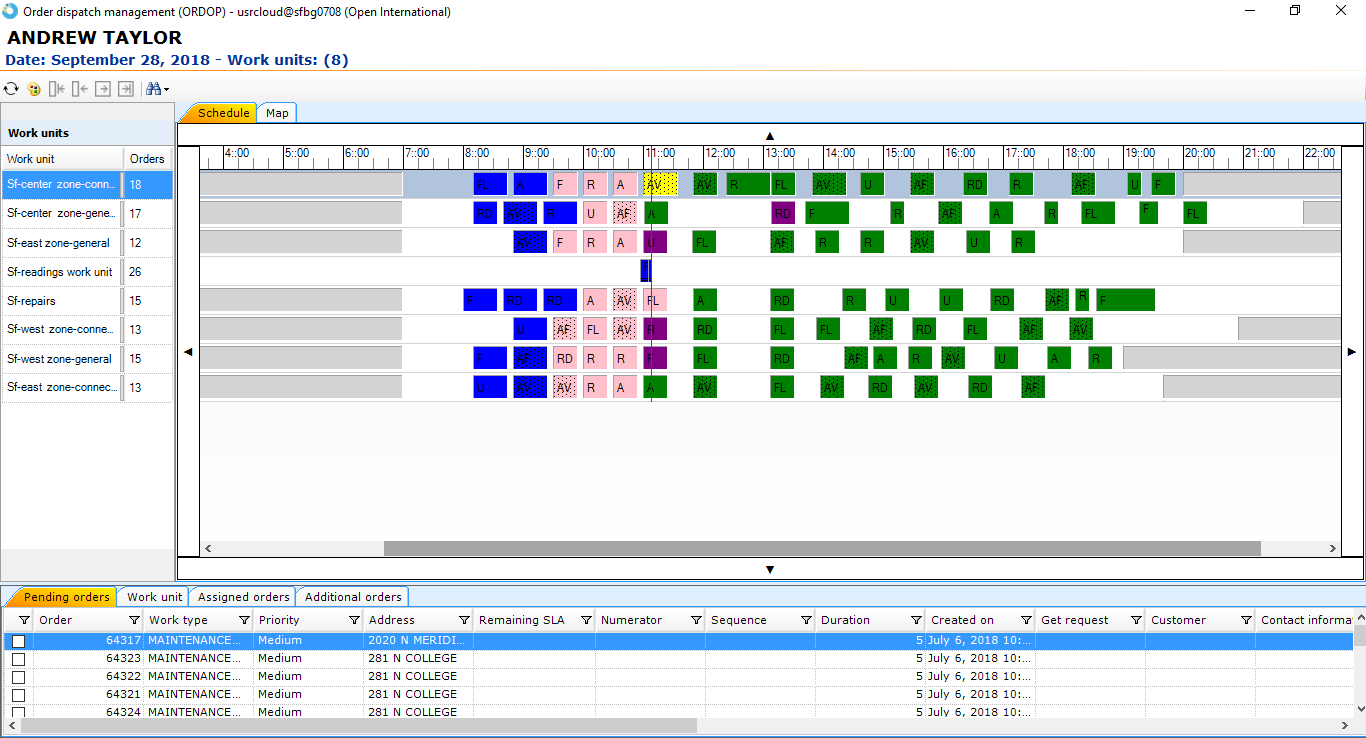 Order dispatch management (ORDOP) - usrcloud@sfbg0708 (Open International)
ANDREW TAYLOR
Date: September 28, 2018 - Work units: (8)
Schedule Map
Work units
Work unit Orders
4::00 5::00 6::00 7::00 8::00 9::00 10::00 11::00 12::00 13::00 14::00 15::00 16::00 17::00 18::00 19::00 20::00 21::00 22::00
Sf-center zone-conn... 18 FL A F R A AV AV R FL AV U AF RD R AF U F
Sf-center zone-gene... 17 RD AV R U AF A RD F R AF A R FL F FL
Sf-east zone-general 12 AV F R A U FL AF R R AV U R
Sf-readings work unit 26
Sf-repairs 15 F RD RD A AV FL A RD R U U RD AF R F
Sf-west zone-conne... 13 U AF FL AV R RD FL FL AF RD FL AF AV
Sf-west zone-general 15 F AF RD R R F FL RD AF A R AV U A R
Sf-east zone-connec... 13 U AV AV R A A AV FL AV RD AV RD AF
Pending orders Work unit Assigned orders Additional orders
Order Work type Priority Address Remaining SLA Numerator Sequence Duration Created on Get request Customer Contact informa
64317 MAINTENANCE... Medium 2020 N MERIDI... 5 July 6, 2018 10:...
64323 MAINTENANCE... Medium 281 N COLLEGE 5 July 6, 2018 10:...
64322 MAINTENANCE... Medium 281 N COLLEGE 5 July 6, 2018 10:...
64321 MAINTENANCE... Medium 281 N COLLEGE 5 July 6, 2018 10:...
64324 MAINTENANCE... Medium 281 N COLLEGE 5 July 6, 2018 10:...